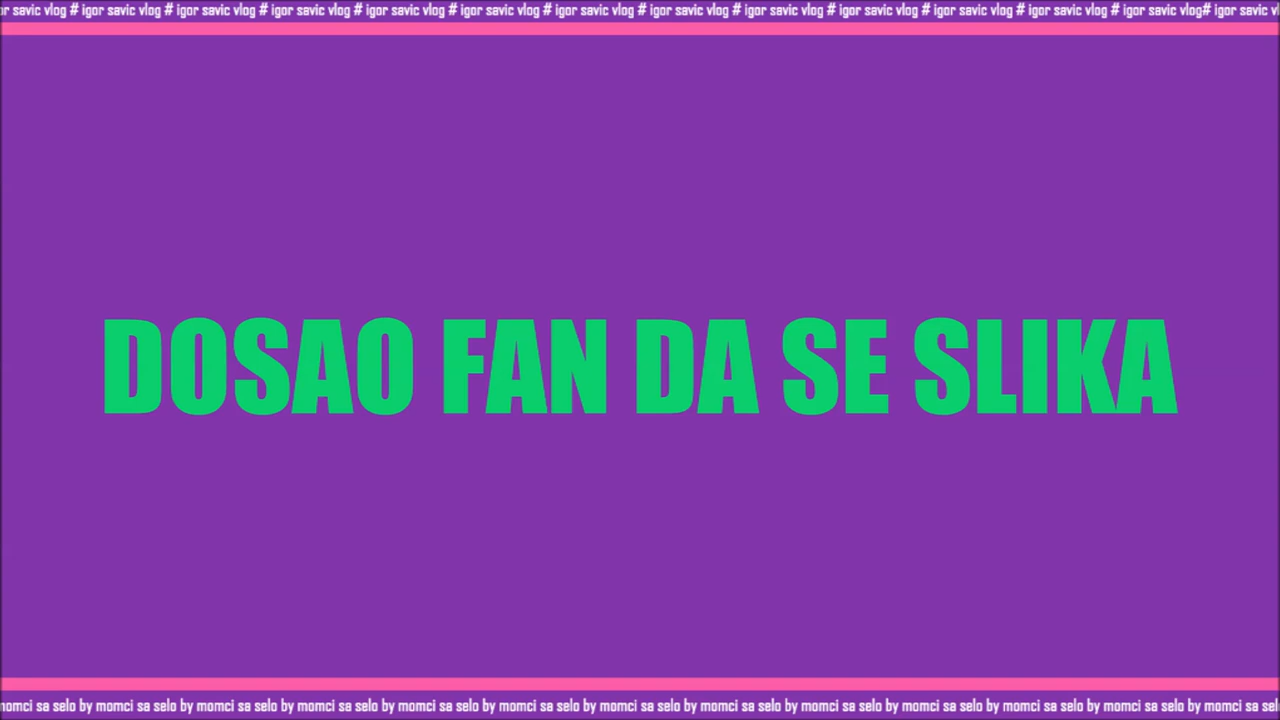 savic vlog # igor savic vlog # igor savic vlog # igor savic vlog # igor savic vlog # igor savic vlog # igor savic vlog # igor savic vlog # igor savic vlog # igor savic vlog # igor savic vlog # igor savic vlog # igor savic vlog# igor savic
DOSAO FAN DA SE SLIKA
momci sa selo by momci sa selo by momci sa selo by momci sa selo by momci sa selo by momci sa selo by momci sa selo by momci sa selo by momci sa selo by momci sa selo by momci sa selo by momci sa selo by momci sa sel